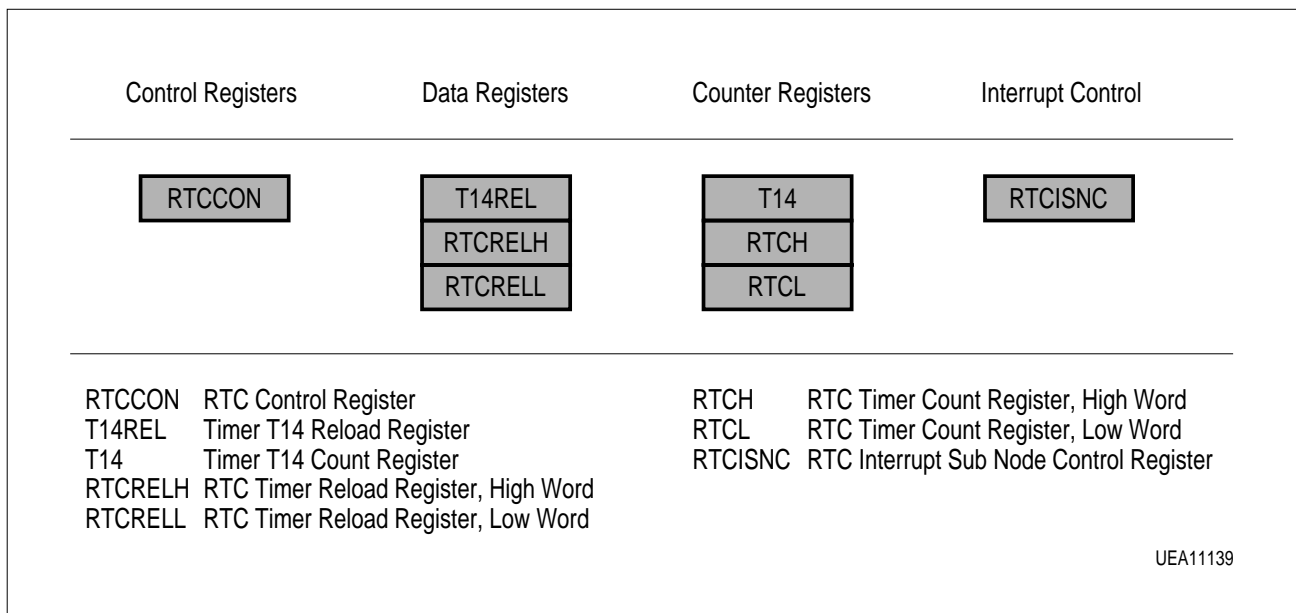 Control Registers Data Registers Counter Registers Interrupt Control
RTCCON T14REL T14 RTCISNC
RTCRELH RTCH
RTCRELL RTCL
RTCCON RTC Control Register
T14REL Timer T14 Reload Register
T14 Timer T14 Count Register
RTCRELH RTC Timer Reload Register, High Word
RTCRELL RTC Timer Reload Register, Low Word
RTCH RTC Timer Count Register, High Word
RTCL RTC Timer Count Register, Low Word
RTCISNC RTC Interrupt Sub Node Control Register
UEA11139